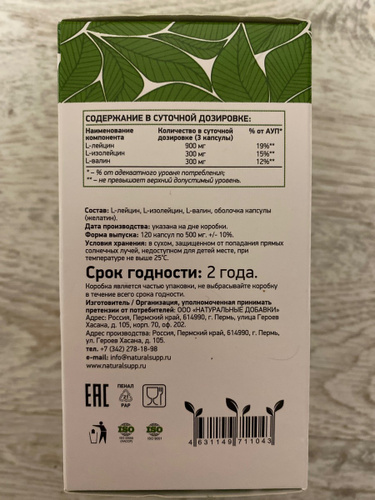 СОДЕРЖАНИЕ В СУТОЧНОЙ ДОЗИРОВКЕ:
Наименование компонента Количество в суточной дозировке (3 капсулы) % от АУП*
L-лейцин 900 мг 19%**
L-изолейцин 300 мг 15%**
L-валин 300 мг 12%**
* – % от адекватного уровня потребления;
** – не превышает верхний допустимый уровень.
Состав: L-лейцин, L-изолейцин, L-валин, оболочка капсулы
(желатин).
Дата производства: указана на дне коробки.
Форма выпуска: 120 капсул по 500 мг. +/- 10%.
Условия хранения: в сухом, защищенном от попадания прямых
солнечных лучей, недоступном для детей месте, при
температуре не выше 25°С.
Срок годности: 2 года.
Коробка является частью упаковки, не выбрасывайте коробку
в течение всего срока годности.
Изготовитель / Организация, уполномоченная принимать
претензии от потребителей: ООО «НАТУРАЛЬНЫЕ ДОБАВКИ»
Адрес: Россия, Пермский край, 614990, г. Пермь, улица Героев
Хасана, д. 105, корп. 70, оф. 202.
Адрес производства: Россия, Пермский край, 614990, г. Пермь,
ул. Героев Хасана, д. 105.
Тел.: +7 (342) 278-18-98
e-mail: info@naturalsupp.ru
naturalsupp.ru
EAC
ПЕНАЛ
21
PAP
ISO
ISO
4631149711043